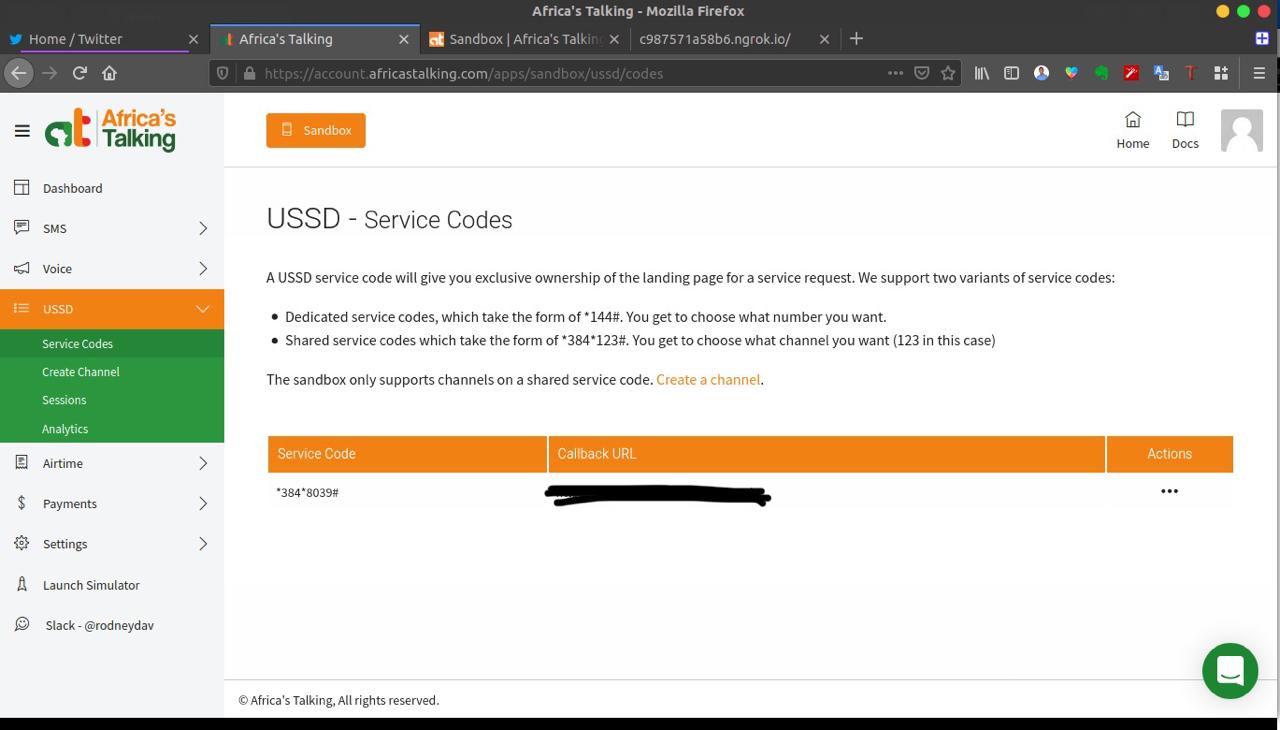 Africa's Talking - Mozilla Firefox
Home / Twitter
Africa's Talking
Sandbox | Africa's Talking
c987571a58b6.ngrok.io/
https://account.africastalking.com/apps/sandbox/ussd/codes
Africa's
Talking
Sandbox
Home
Docs
Dashboard
SMS
Voice
USSD
Service Codes
Create Channel
Sessions
Analytics
Airtime
Payments
Settings
Launch Simulator
Slack - @rodneydav
USSD - Service Codes
A USSD service code will give you exclusive ownership of the landing page for a service request. We support two variants of service codes:
Dedicated service codes, which take the form of *144#. You get to choose what number you want.
Shared service codes which take the form of *384*123#. You get to choose what channel you want (123 in this case)
The sandbox only supports channels on a shared service code. Create a channel.
Service Code Callback URL Actions
*384*8039#
© Africa's Talking, All rights reserved.